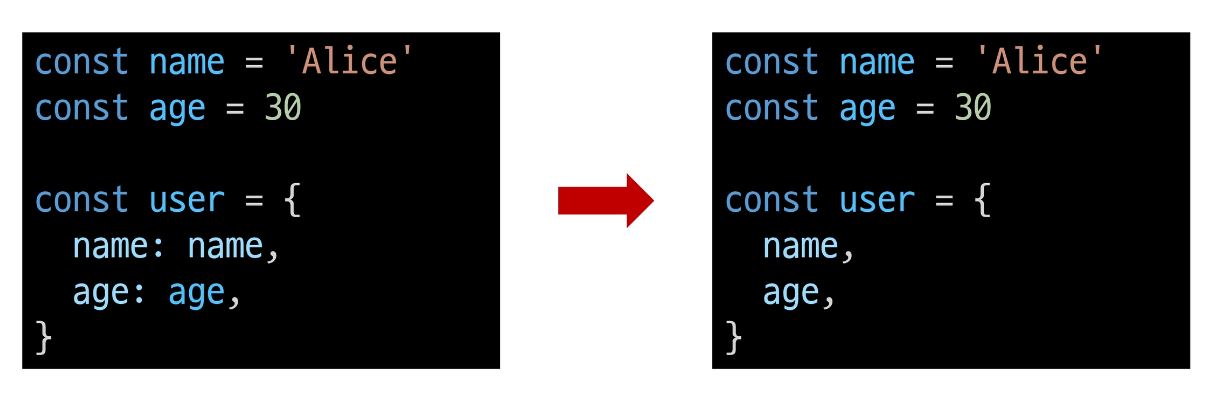 const name = 'Alice'
const age = 30
const user = {
  name: name,
  age: age,
}
const name = 'Alice'
const age = 30
const user = {
  name,
  age,
}